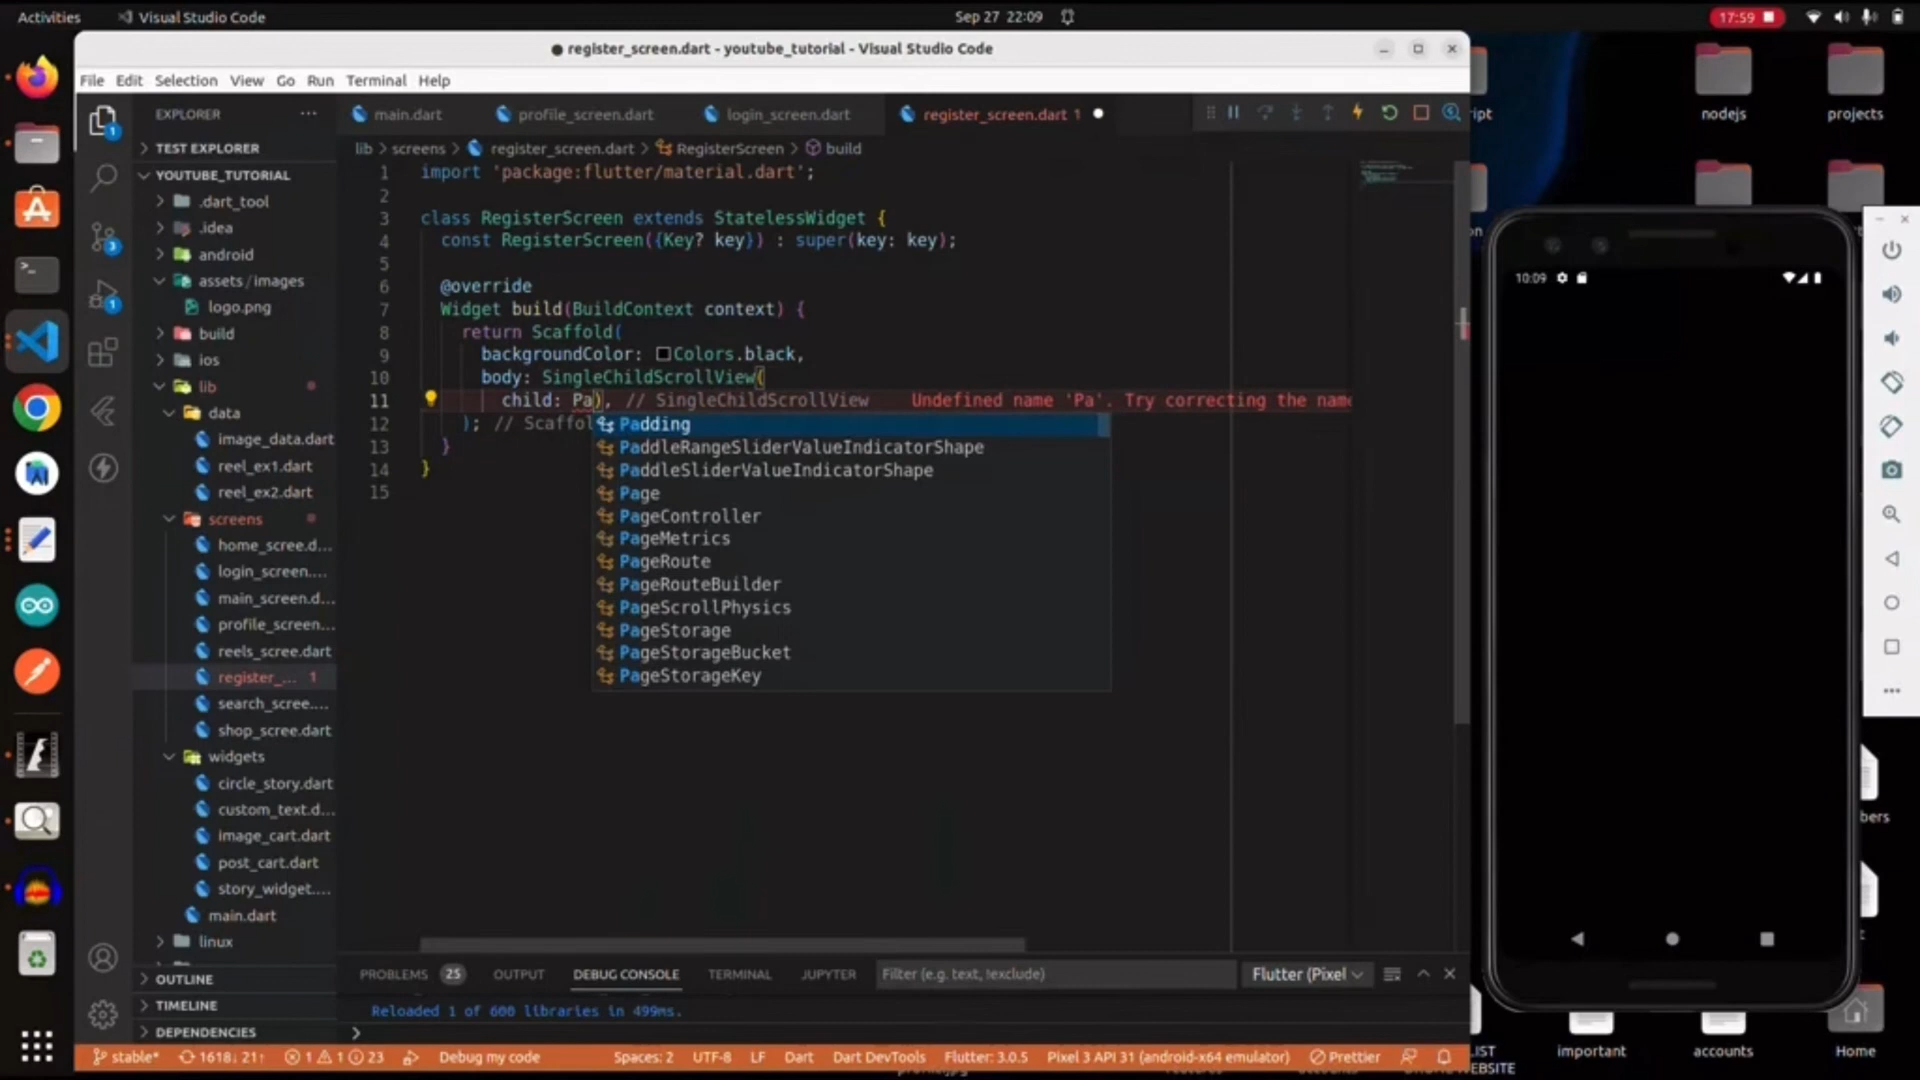 Activities
Visual Studio Code
Sep 27 22:09
17:59
register_screen.dart - youtube_tutorial - Visual Studio Code
File Edit Selection View Go Run Terminal Help
EXPLORER
main.dart
profile_screen.dart
login_screen.dart
register_screen.dart 1
lib > screens > register_screen.dart > RegisterScreen > build
TEST EXPLORER
YOUTUBE_TUTORIAL
.dart_tool
.idea
android
assets / images
logo.png
build
ios
lib
data
image_data.dart
reel_ex1.dart
reel_ex2.dart
screens
home_scree.d...
login_screen....
main_screen.d...
profile_screen...
reels_scree.dart
register_... 1
search_scree....
shop_scree.dart
widgets
circle_story.dart
custom_text.d...
image_cart.dart
post_cart.dart
story_widget....
main.dart
linux
OUTLINE
TIMELINE
DEPENDENCIES
1 import 'package:flutter/material.dart';
2
3 class RegisterScreen extends StatelessWidget {
4 const RegisterScreen({Key? key}) : super(key: key);
5
6 @override
7 Widget build(BuildContext context) {
8 return Scaffold(
9 backgroundColor: Colors.black,
10 body: SingleChildScrollView(
11 child: Pa), // SingleChildScrollView Undefined name 'Pa'. Try correcting the name
12 ); // Scaffol
13 }
14 }
15
Padding
PaddleRangeSliderValueIndicatorShape
PaddleSliderValueIndicatorShape
Page
PageController
PageMetrics
PageRoute
PageRouteBuilder
PageScrollPhysics
PageStorage
PageStorageBucket
PageStorageKey
PROBLEMS 25 OUTPUT DEBUG CONSOLE TERMINAL JUPYTER
Filter (e.g. text, !exclude)
Flutter (Pixel
Reloaded 1 of 600 libraries in 499ms.
stable* 1618↓ 21↑ 1 1 23 Debug my code Spaces: 2 UTF-8 LF Dart Dart DevTools Flutter: 3.0.5 Pixel 3 API 31 (android-x64 emulator) Prettier
ript
nodejs
projects
on
10:09
bers
t
LIST
important
accounts
Home
WEBSITE